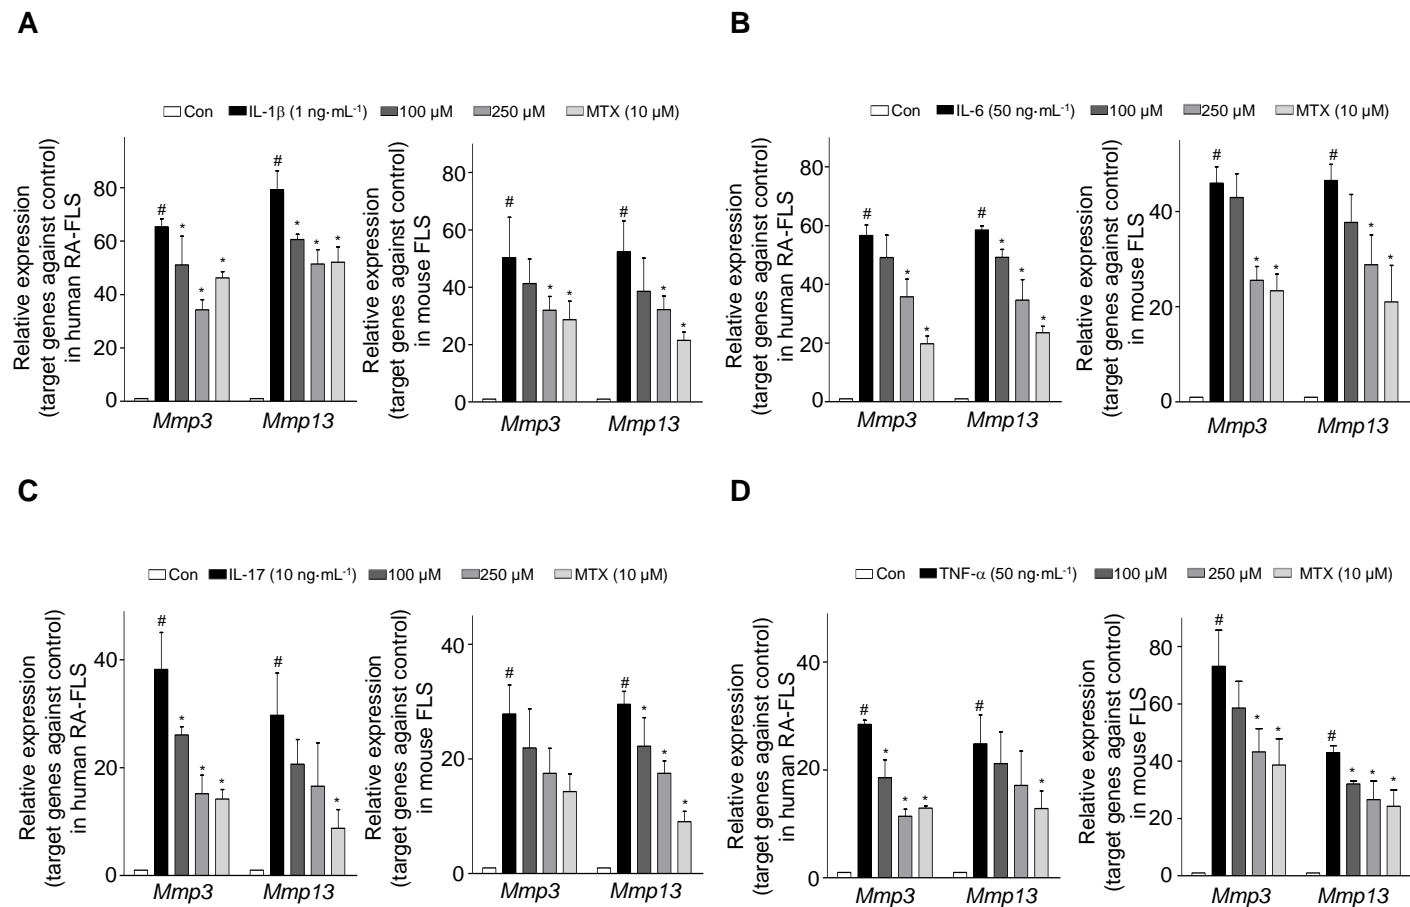 A
Con IL-1β (1 ng·mL⁻¹) 100 μM 250 μM MTX (10 μM)
Relative expression
(target genes against control)
in human RA-FLS
80
60
40
20
0
# * * * # * * *
Mmp3 Mmp13
Relative expression
(target genes against control)
in mouse FLS
80
60
40
20
0
# * * # * *
Mmp3 Mmp13
B
Con IL-6 (50 ng·mL⁻¹) 100 μM 250 μM MTX (10 μM)
Relative expression
(target genes against control)
in human RA-FLS
80
60
40
20
0
# * * # * * *
Mmp3 Mmp13
Relative expression
(target genes against control)
in mouse FLS
40
20
0
# * * # * *
Mmp3 Mmp13
C
Con IL-17 (10 ng·mL⁻¹) 100 μM 250 μM MTX (10 μM)
Relative expression
(target genes against control)
in human RA-FLS
40
20
0
# * * * # *
Mmp3 Mmp13
Relative expression
(target genes against control)
in mouse FLS
40
20
0
# # * * *
Mmp3 Mmp13
D
Con TNF-α (50 ng·mL⁻¹) 100 μM 250 μM MTX (10 μM)
Relative expression
(target genes against control)
in human RA-FLS
40
20
0
# * * * # *
Mmp3 Mmp13
Relative expression
(target genes against control)
in mouse FLS
80
60
40
20
0
# * * # * * *
Mmp3 Mmp13